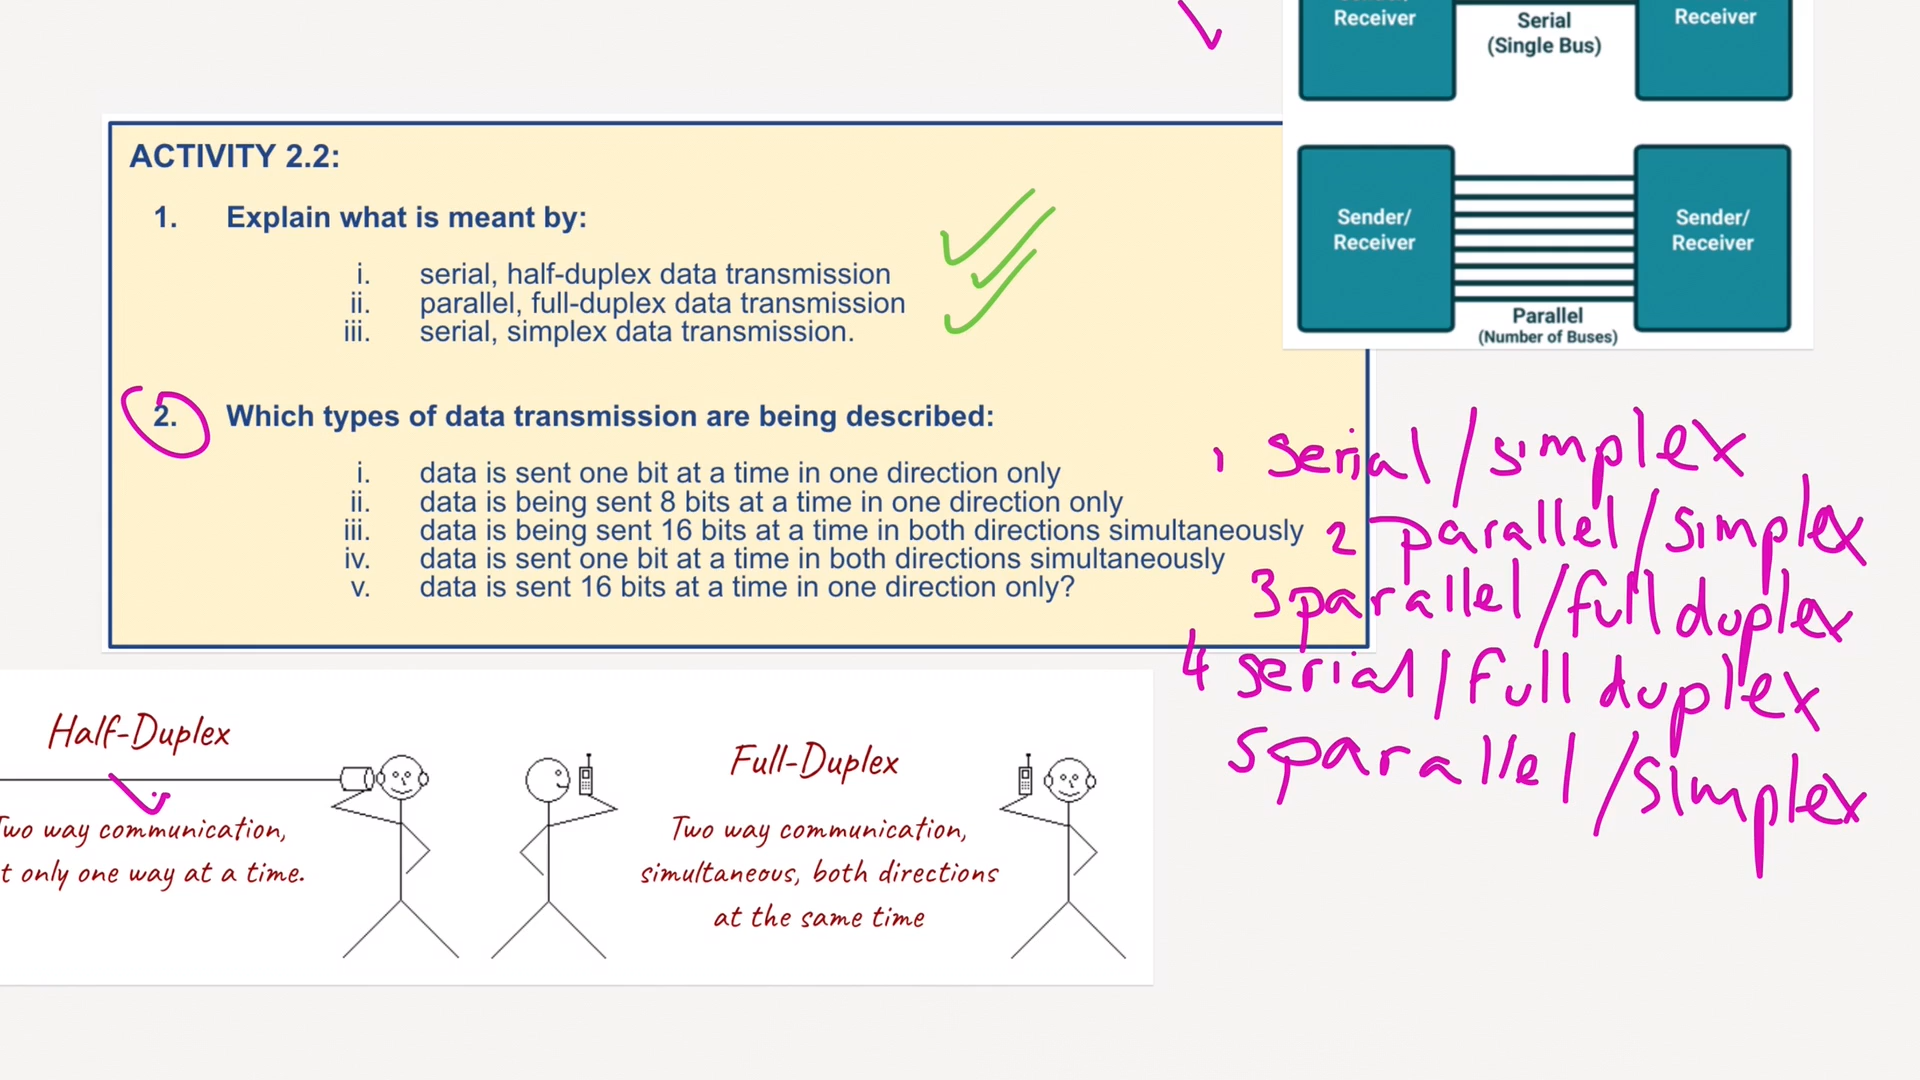 Receiver
Serial
(Single Bus)
Receiver
Sender/
Receiver
Sender/
Receiver
Parallel
(Number of Buses)
ACTIVITY 2.2:
1. Explain what is meant by:
i. serial, half-duplex data transmission
ii. parallel, full-duplex data transmission
iii. serial, simplex data transmission.
2. Which types of data transmission are being described:
i. data is sent one bit at a time in one direction only
ii. data is being sent 8 bits at a time in one direction only
iii. data is being sent 16 bits at a time in both directions simultaneously
iv. data is sent one bit at a time in both directions simultaneously
v. data is sent 16 bits at a time in one direction only?
1 serial/simplex
2 parallel/simplex
3 parallel/full duplex
4 serial/full duplex
5 parallel/simplex
Half-Duplex
Two way communication,
t only one way at a time.
Full-Duplex
Two way communication,
simultaneous, both directions
at the same time